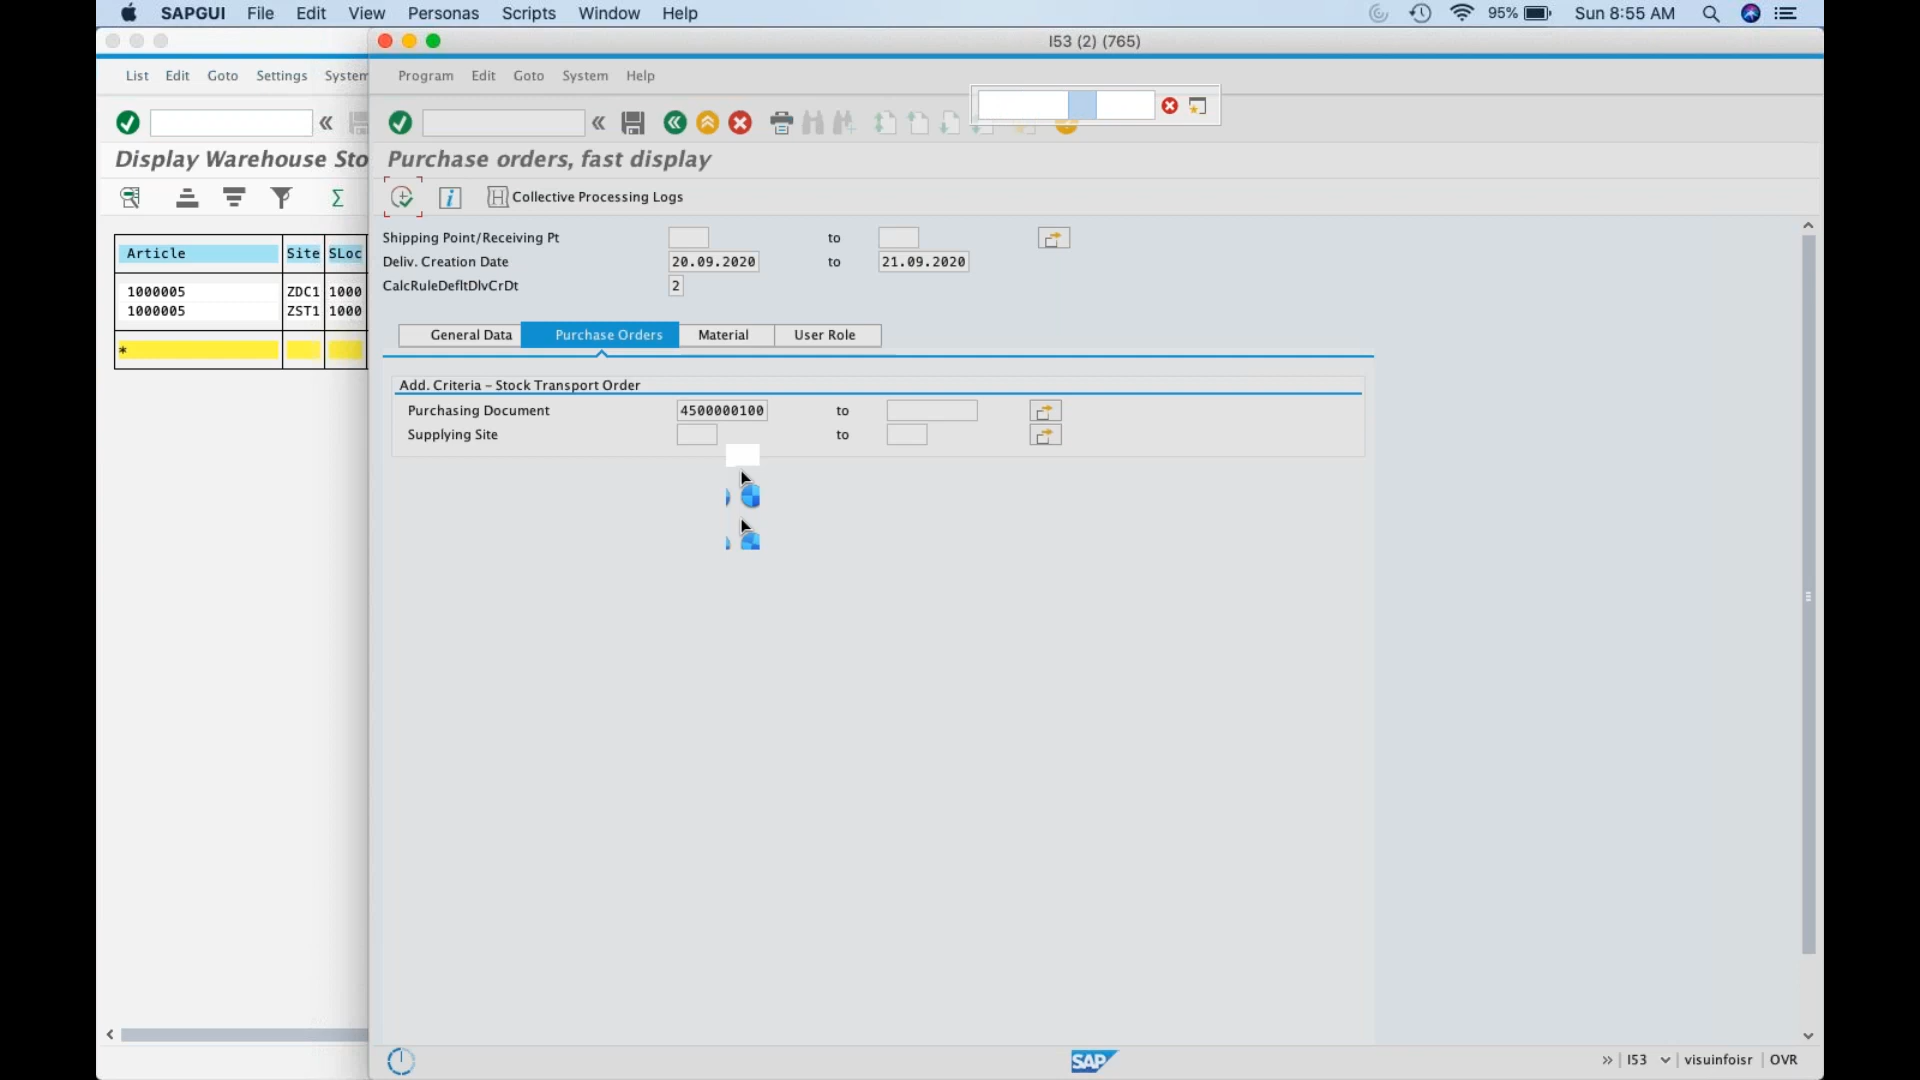 SAPGUI File Edit View Personas Scripts Window Help 95% Sun 8:55 AM
I53 (2) (765)
List Edit Goto Settings System
Program Edit Goto System Help
Display Warehouse Sto
Purchase orders, fast display
Collective Processing Logs
Article Site SLoc
1000005 ZDC1 1000
1000005 ZST1 1000
*
Shipping Point/Receiving Pt to
Deliv. Creation Date 20.09.2020 to 21.09.2020
CalcRuleDefltDlvCrDt 2
General Data Purchase Orders Material User Role
Add. Criteria – Stock Transport Order
Purchasing Document 4500000100 to
Supplying Site to
SAP
I53 visuinfoisr OVR